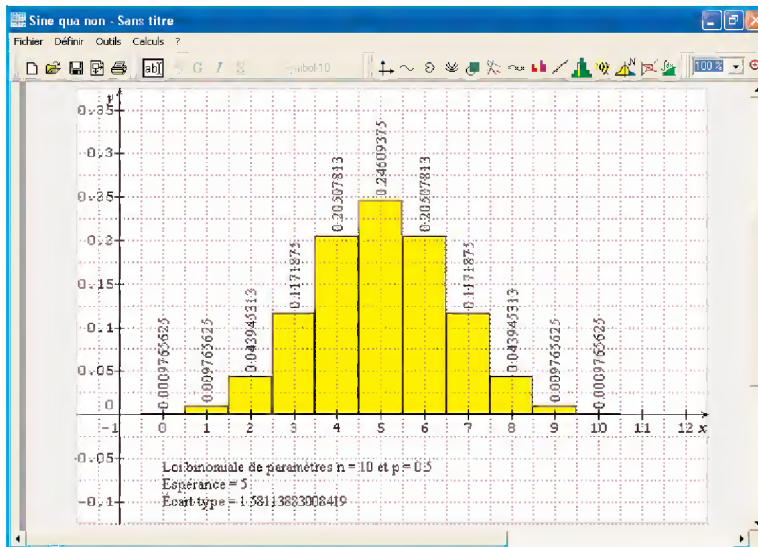 Sine qua non - Sans titre
Fichier Définir Outils Calculs ?
ab G I S 100 %
y
0.35
0.3
0.25
0.2
0.15
0.1
0.05
0
-0.05
-0.1
0.0009765625
0.009765625
0.043945313
0.1171875
0.20507813
0.24609375
0.20507813
0.1171875
0.043945313
0.009765625
0.0009765625
-1 0 1 2 3 4 5 6 7 8 9 10 11 12 x
Loi binomiale de paramètres n = 10 et p = 0.5
Espérance = 5
Écart type = 1.58113883008419